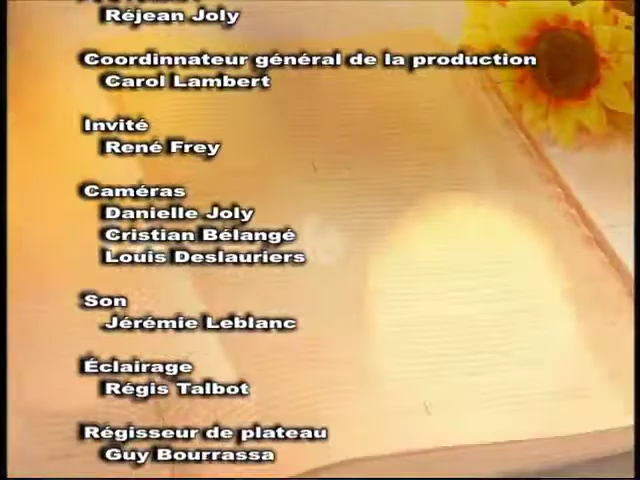 Réjean Joly
Coordinnateur général de la production
Carol Lambert
Invité
René Frey
Caméras
Danielle Joly
Cristian Bélangé
Louis Deslauriers
Son
Jérémie Leblanc
Éclairage
Régis Talbot
Régisseur de plateau
Guy Bourrassa